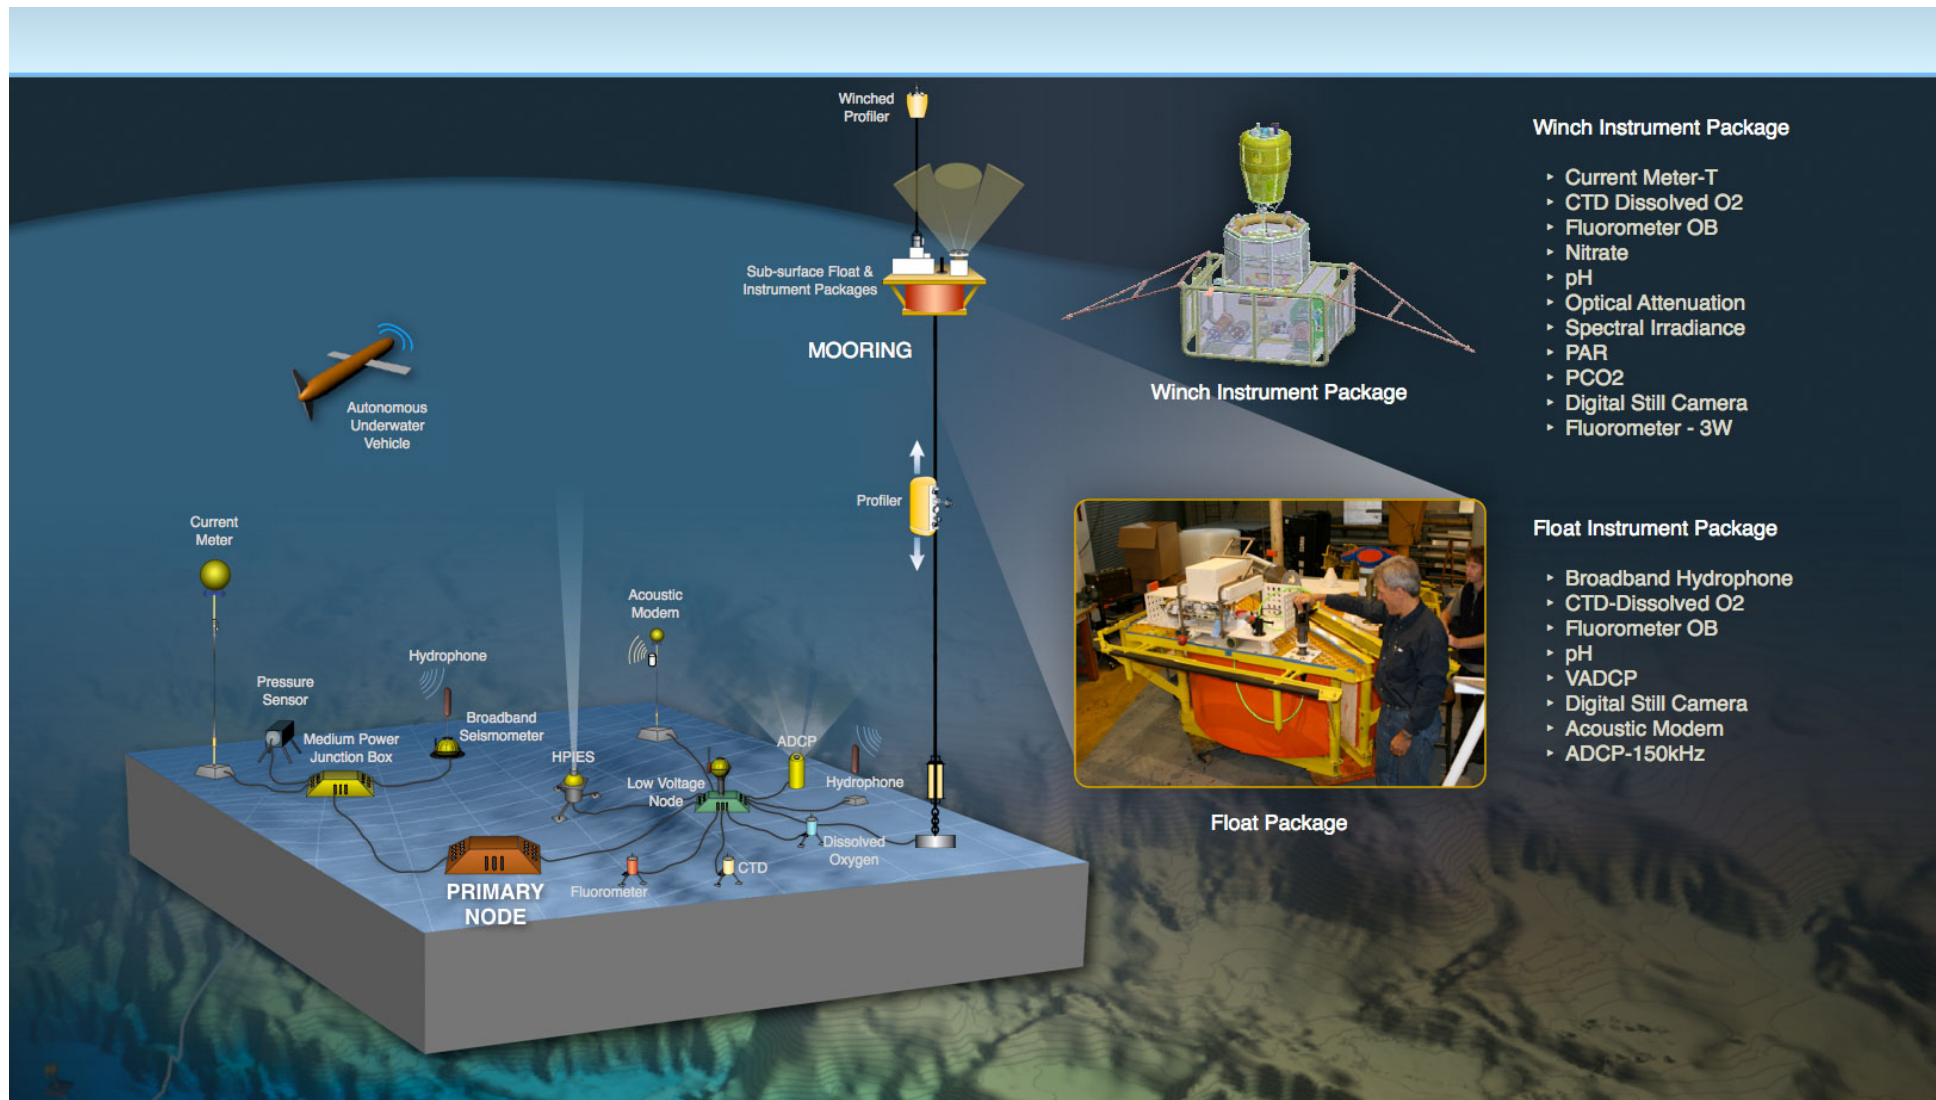 Winched
Profiler
Sub-surface Float &
Instrument Packages
MOORING
Autonomous
Underwater
Vehicle
Profiler
Current
Meter
Acoustic
Modem
Hydrophone
Pressure
Sensor
Broadband
Seismometer
Medium Power
Junction Box
HPIES
ADCP
Low Voltage
Node
Hydrophone
Dissolved
Oxygen
CTD
Fluorometer
PRIMARY
NODE
Winch Instrument Package
Float Package
Winch Instrument Package
‣ Current Meter-T
‣ CTD Dissolved O2
‣ Fluorometer OB
‣ Nitrate
‣ pH
‣ Optical Attenuation
‣ Spectral Irradiance
‣ PAR
‣ PCO2
‣ Digital Still Camera
‣ Fluorometer - 3W
Float Instrument Package
‣ Broadband Hydrophone
‣ CTD-Dissolved O2
‣ Fluorometer OB
‣ pH
‣ VADCP
‣ Digital Still Camera
‣ Acoustic Modem
‣ ADCP-150kHz